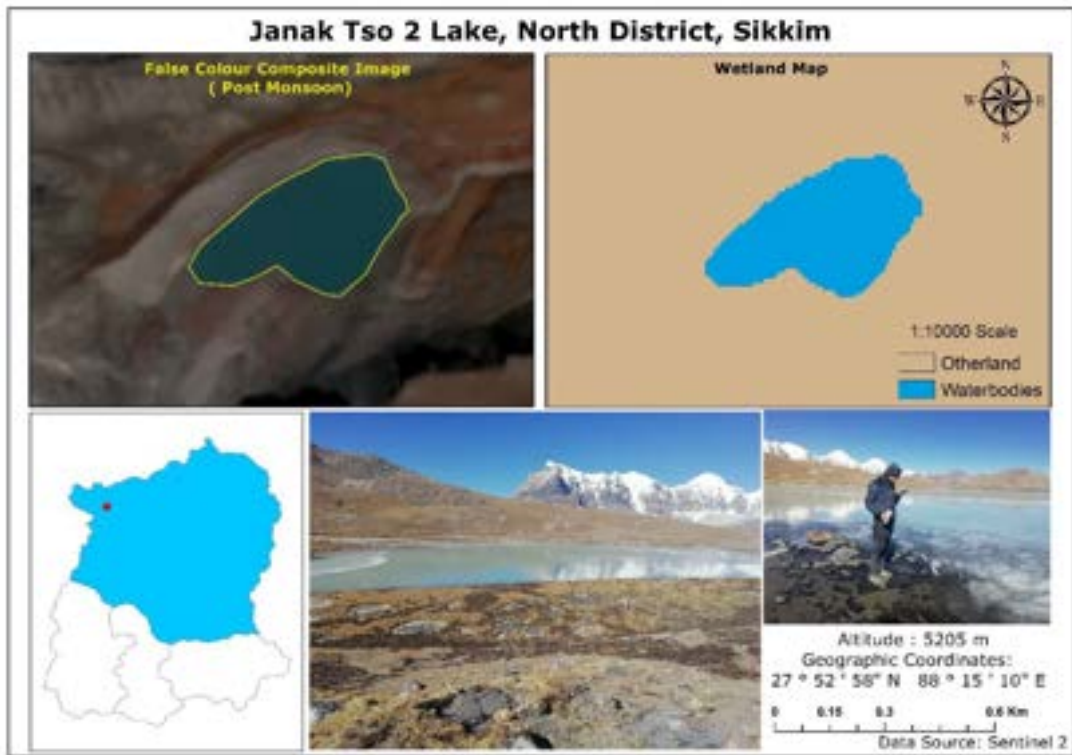 Janak Tso 2 Lake, North District, Sikkim
False Colour Composite Image
( Post Monsoon)
Wetland Map
N
W E
S
1:10000 Scale
Otherland
Waterbodies
Altitude : 5205 m
Geographic Coordinates:
27 ° 52 ' 58" N 88 ° 15 ' 10" E
0 0.15 0.3 0.6 Km
Data Source: Sentinel 2